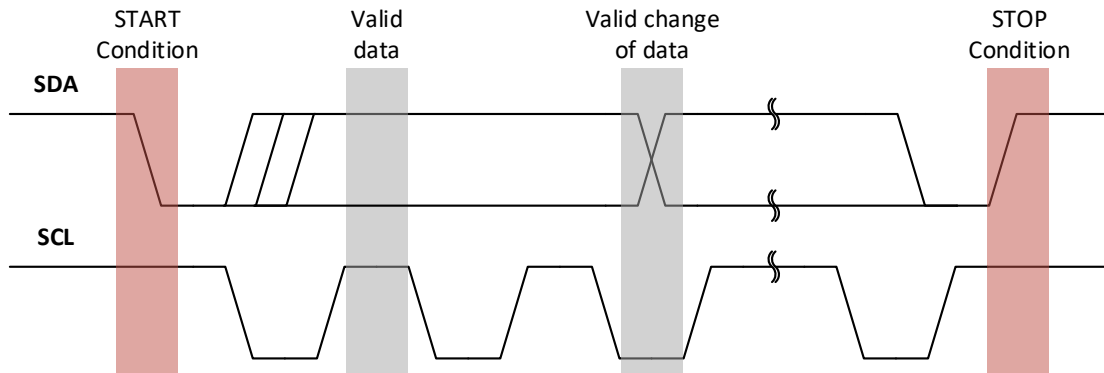 START
Condition
Valid
data
Valid change
of data
STOP
Condition
SDA
SCL